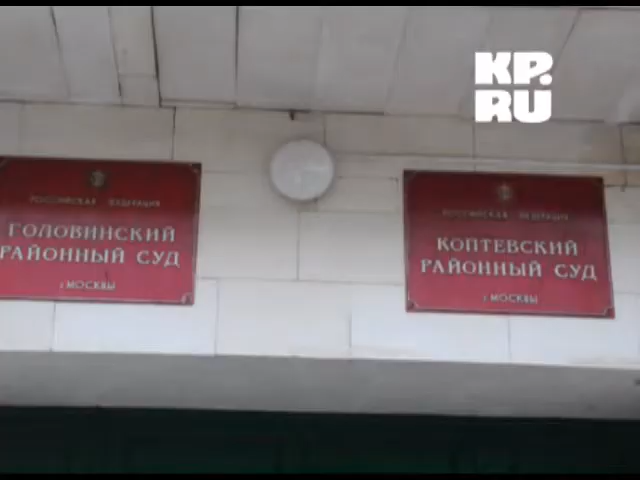 KP.
RU
РОССИЙСКАЯ ФЕДЕРАЦИЯ
ГОЛОВИНСКИЙ
РАЙОННЫЙ СУД
г. МОСКВЫ
РОССИЙСКАЯ ФЕДЕРАЦИЯ
КОПТЕВСКИЙ
РАЙОННЫЙ СУД
г. МОСКВЫ